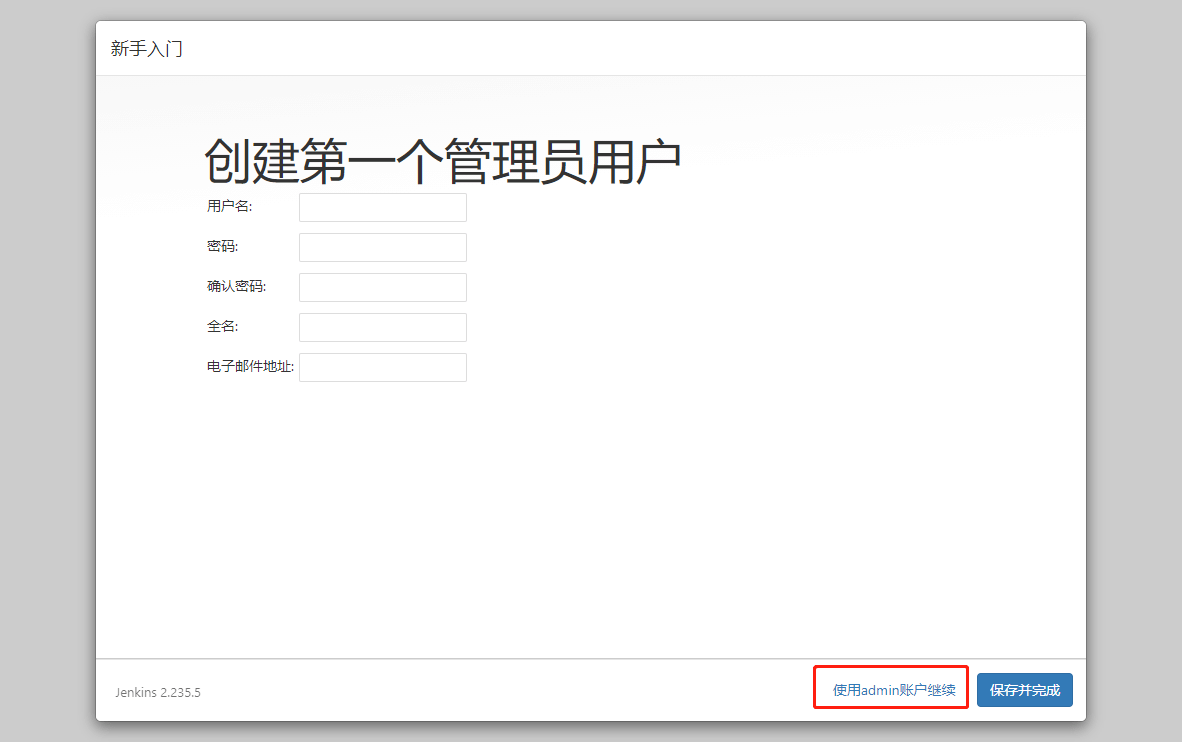 新手入门
创建第一个管理员用户
用户名:
密码:
确认密码:
全名:
电子邮件地址:
Jenkins 2.235.5
使用admin账户继续
保存并完成